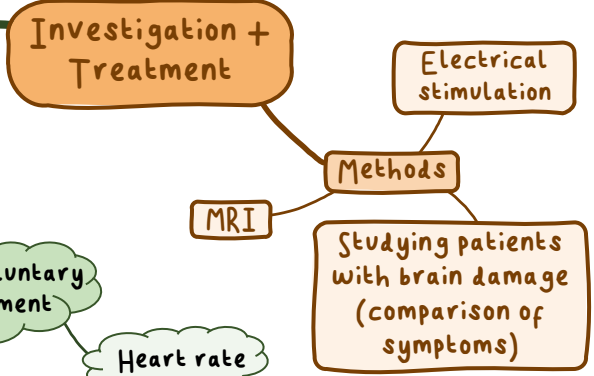 Investigation +
Treatment
Electrical
stimulation
Methods
MRI
Studying patients
with brain damage
(comparison of
symptoms)
Heart rate